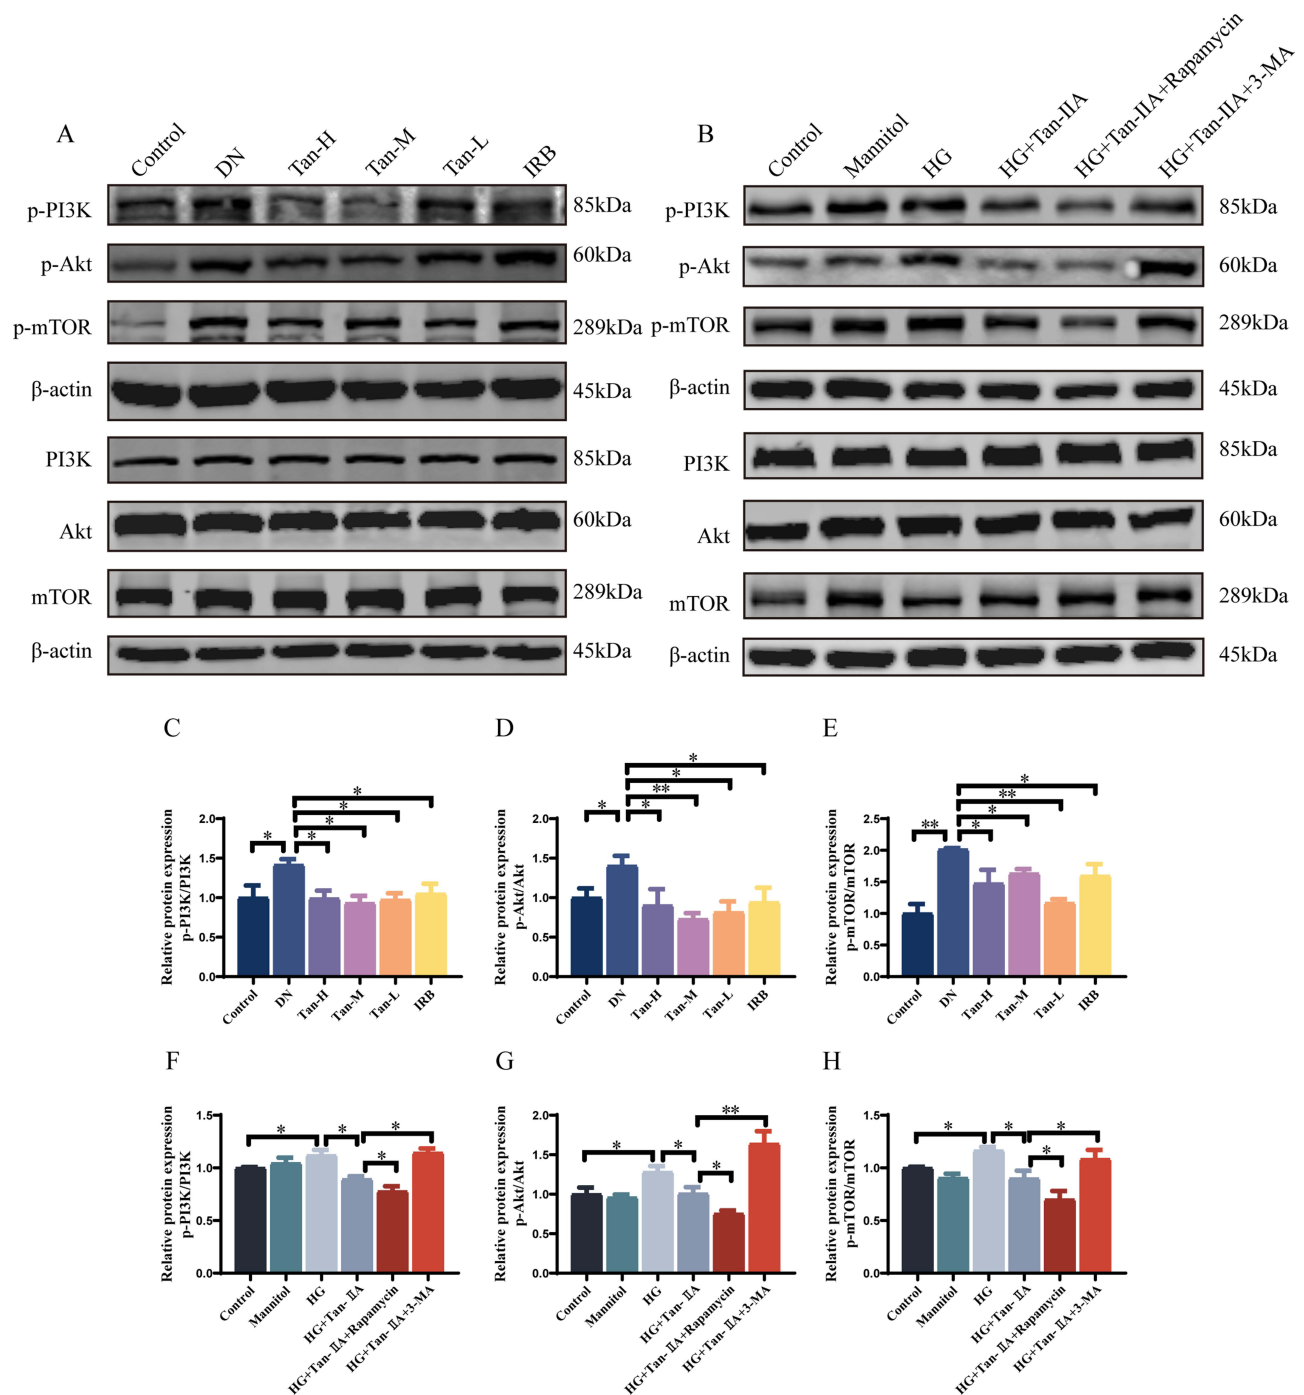 A
Control
DN
Tan-H
Tan-M
Tan-L
IRB
p-PI3K
85kDa
p-Akt
60kDa
p-mTOR
289kDa
β-actin
45kDa
PI3K
85kDa
Akt
60kDa
mTOR
289kDa
β-actin
45kDa
B
Control
Mannitol
HG
HG+Tan-IIA
HG+Tan-IIA+Rapamycin
HG+Tan-IIA+3-MA
p-PI3K
85kDa
p-Akt
60kDa
p-mTOR
289kDa
β-actin
45kDa
PI3K
85kDa
Akt
60kDa
mTOR
289kDa
β-actin
45kDa
C
Relative protein expression
p-PI3K/PI3K
2.0
1.5
1.0
0.5
0.0
*
*
*
*
*
Control
DN
Tan-H
Tan-M
Tan-L
IRB
D
Relative protein expression
p-Akt/Akt
2.0
1.5
1.0
0.5
0.0
*
*
**
*
*
Control
DN
Tan-H
Tan-M
Tan-L
IRB
E
Relative protein expression
p-mTOR/mTOR
2.5
2.0
1.5
1.0
0.5
0.0
*
**
*
*
**
Control
DN
Tan-H
Tan-M
Tan-L
IRB
F
Relative protein expression
p-PI3K/PI3K
1.5
1.0
0.5
0.0
*
*
*
*
Control
Mannitol
HG
HG+Tan-ⅡA
HG+Tan-ⅡA+Rapamycin
HG+Tan-ⅡA+3-MA
G
Relative protein expression
p-Akt/Akt
2.0
1.5
1.0
0.5
0.0
**
*
*
*
Control
Mannitol
HG
HG+Tan-ⅡA
HG+Tan-ⅡA+Rapamycin
HG+Tan-ⅡA+3-MA
H
Relative protein expression
p-mTOR/mTOR
1.5
1.0
0.5
0.0
*
*
*
*
Control
Mannitol
HG
HG+Tan-ⅡA
HG+Tan-ⅡA+Rapamycin
HG+Tan-ⅡA+3-MA